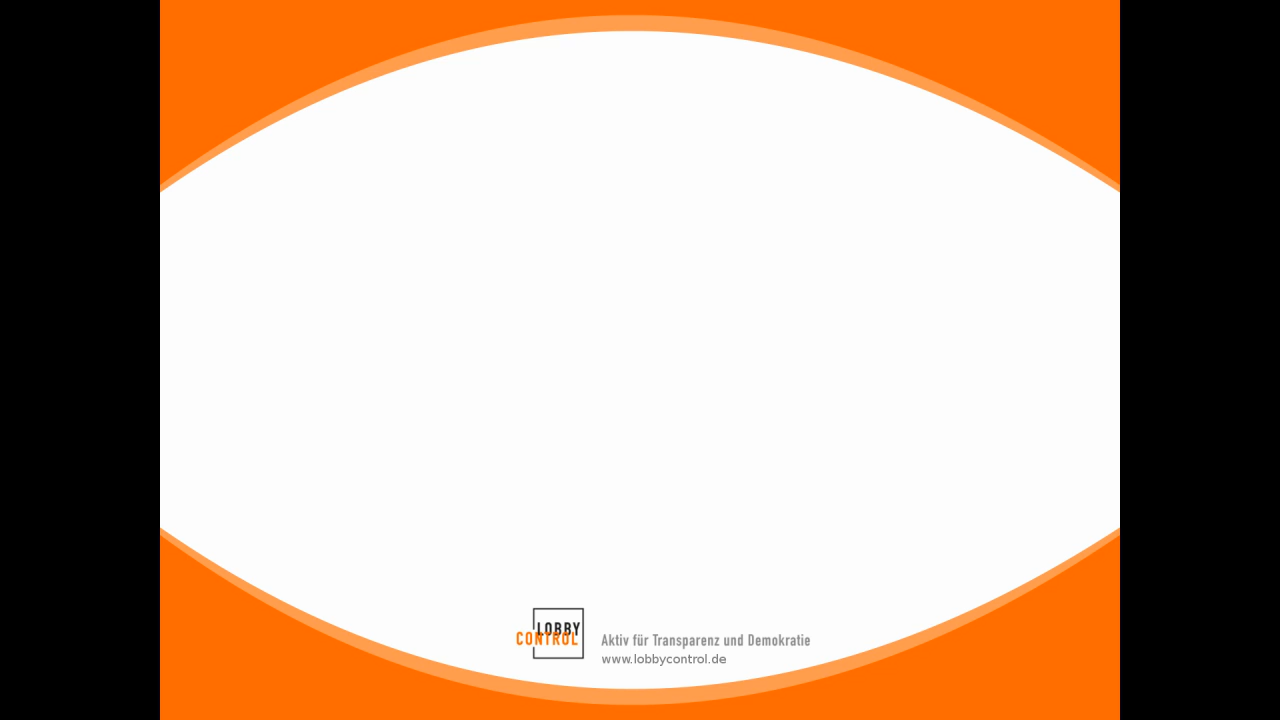 LOBBY
CONTROL
Aktiv für Transparenz und Demokratie
www.lobbycontrol.de